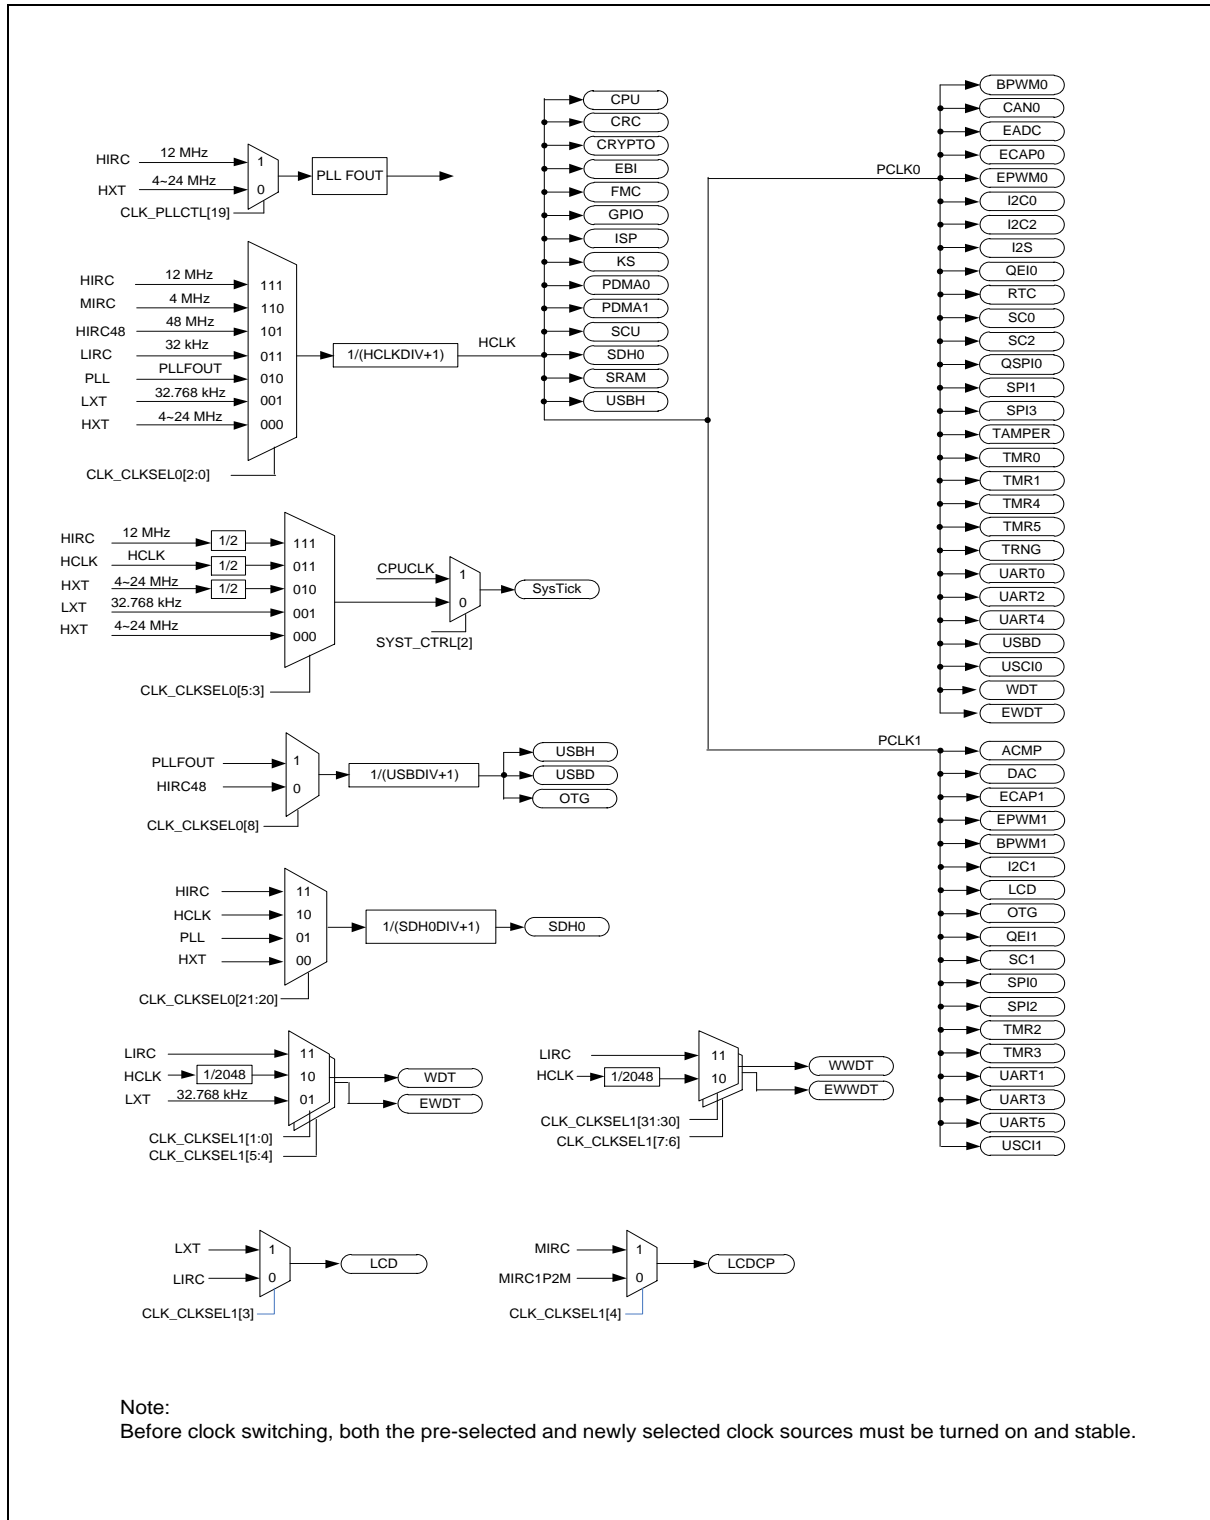 HIRC
12 MHz
1
HXT
4~24 MHz
0
PLL FOUT
CLK_PLLCTL[19]
HIRC
12 MHz
111
MIRC
4 MHz
110
HIRC48
48 MHz
101
LIRC
32 kHz
011
PLL
PLLFOUT
010
LXT
32.768 kHz
001
HXT
4~24 MHz
000
CLK_CLKSEL0[2:0]
1/(HCLKDIV+1)
HCLK
CPU
CRC
CRYPTO
EBI
FMC
GPIO
ISP
KS
PDMA0
PDMA1
SCU
SDH0
SRAM
USBH
PCLK0
BPWM0
CAN0
EADC
ECAP0
EPWM0
I2C0
I2C2
I2S
QEI0
RTC
SC0
SC2
QSPI0
SPI1
SPI3
TAMPER
TMR0
TMR1
TMR4
TMR5
TRNG
UART0
UART2
UART4
USBD
USCI0
WDT
EWDT
PCLK1
ACMP
DAC
ECAP1
EPWM1
BPWM1
I2C1
LCD
OTG
QEI1
SC1
SPI0
SPI2
TMR2
TMR3
UART1
UART3
UART5
USCI1
HIRC
12 MHz
1/2
111
HCLK
HCLK
1/2
011
HXT
4~24 MHz
1/2
010
LXT
32.768 kHz
001
HXT
4~24 MHz
000
CLK_CLKSEL0[5:3]
CPUCLK
1
0
SYST_CTRL[2]
SysTick
PLLFOUT
1
HIRC48
0
CLK_CLKSEL0[8]
1/(USBDIV+1)
USBH
USBD
OTG
HIRC
11
HCLK
10
PLL
01
HXT
00
CLK_CLKSEL0[21:20]
1/(SDH0DIV+1)
SDH0
LIRC
11
HCLK
1/2048
10
LXT
32.768 kHz
01
CLK_CLKSEL1[1:0]
CLK_CLKSEL1[5:4]
WDT
EWDT
LIRC
11
HCLK
1/2048
10
CLK_CLKSEL1[31:30]
CLK_CLKSEL1[7:6]
WWDT
EWWDT
LXT
1
LIRC
0
CLK_CLKSEL1[3]
LCD
MIRC
1
MIRC1P2M
0
CLK_CLKSEL1[4]
LCDCP
Note:
Before clock switching, both the pre-selected and newly selected clock sources must be turned on and stable.